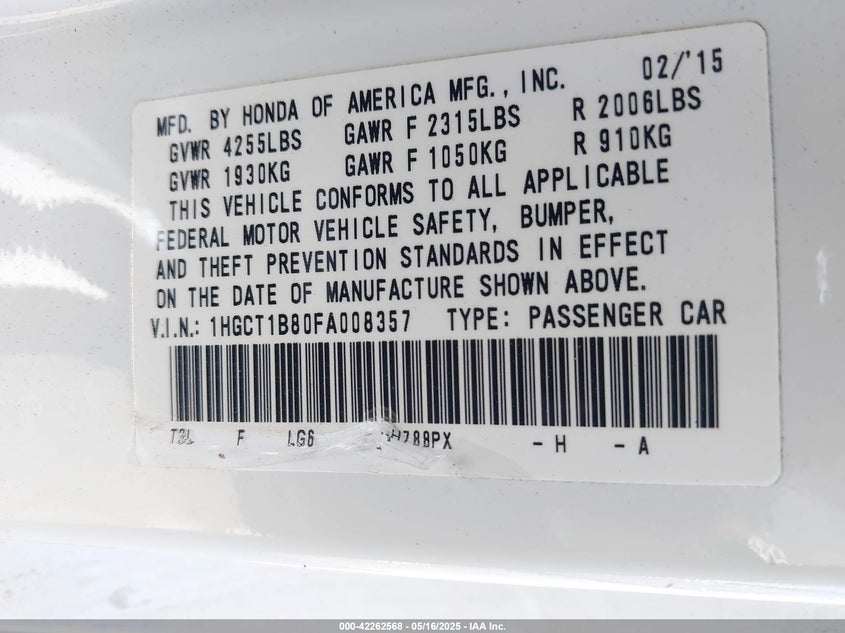 02/'15
MFD. BY HONDA OF AMERICA MFG., INC.
GVWR 4255LBS GAWR F 2315LBS R 2006LBS
GVWR 1930KG GAWR F 1050KG R 910KG
THIS VEHICLE CONFORMS TO ALL APPLICABLE
FEDERAL MOTOR VEHICLE SAFETY, BUMPER,
AND THEFT PREVENTION STANDARDS IN EFFECT
ON THE DATE OF MANUFACTURE SHOWN ABOVE.
V.I.N.: 1HGCT1B80FA008357 TYPE: PASSENGER CAR
F LG6 -H -A
000-42262568 - 05/16/2025 - IAA Inc.